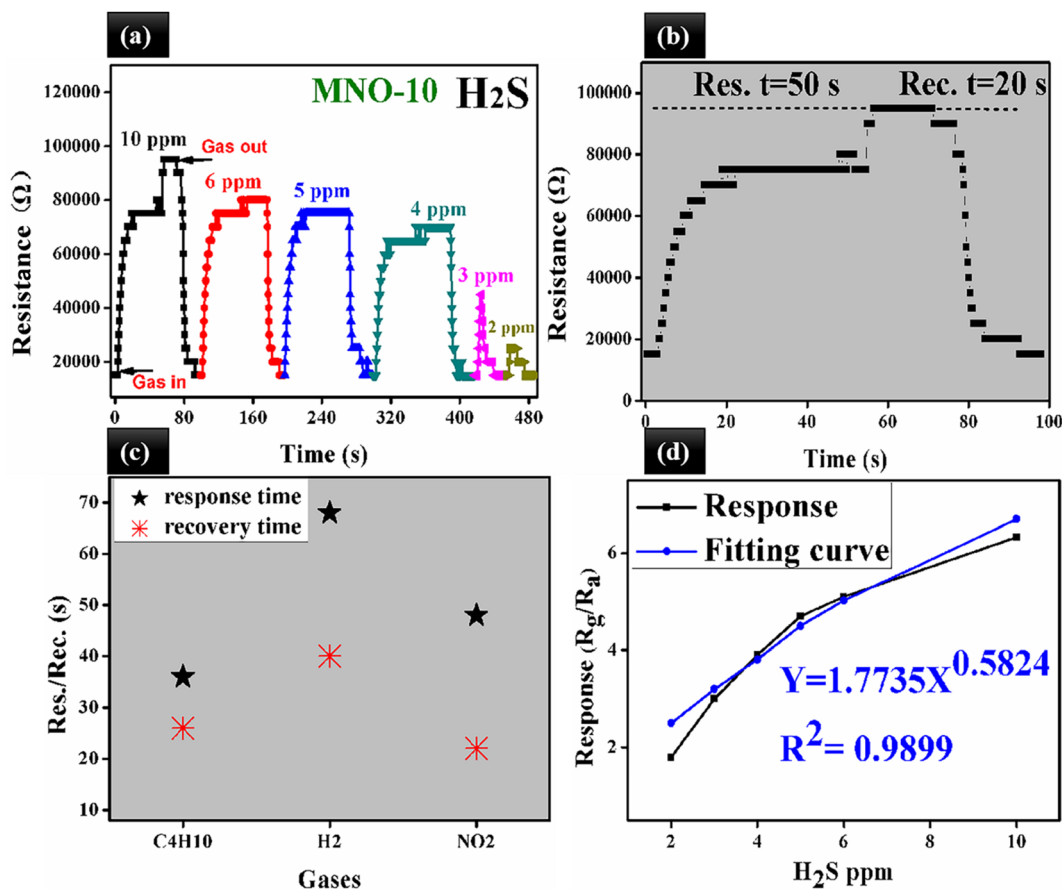 (a)
MNO-10 H2S
10 ppm
Gas out
6 ppm
5 ppm
4 ppm
3 ppm
2 ppm
Gas in
120000
100000
80000
60000
40000
20000
Resistance (Ω)
0 80 160 240 320 400 480
Time (s)
(b)
Res. t=50 s Rec. t=20 s
100000
80000
60000
40000
20000
0
Resistance (Ω)
0 20 40 60 80 100
Time (s)
(c)
response time
recovery time
70
60
50
40
30
20
10
Res./Rec. (s)
C4H10 H2 NO2
Gases
(d)
Response
Fitting curve
6
4
2
Response (Rg/Ra)
Y=1.7735X^0.5824
R^2= 0.9899
2 4 6 8 10
H2S ppm